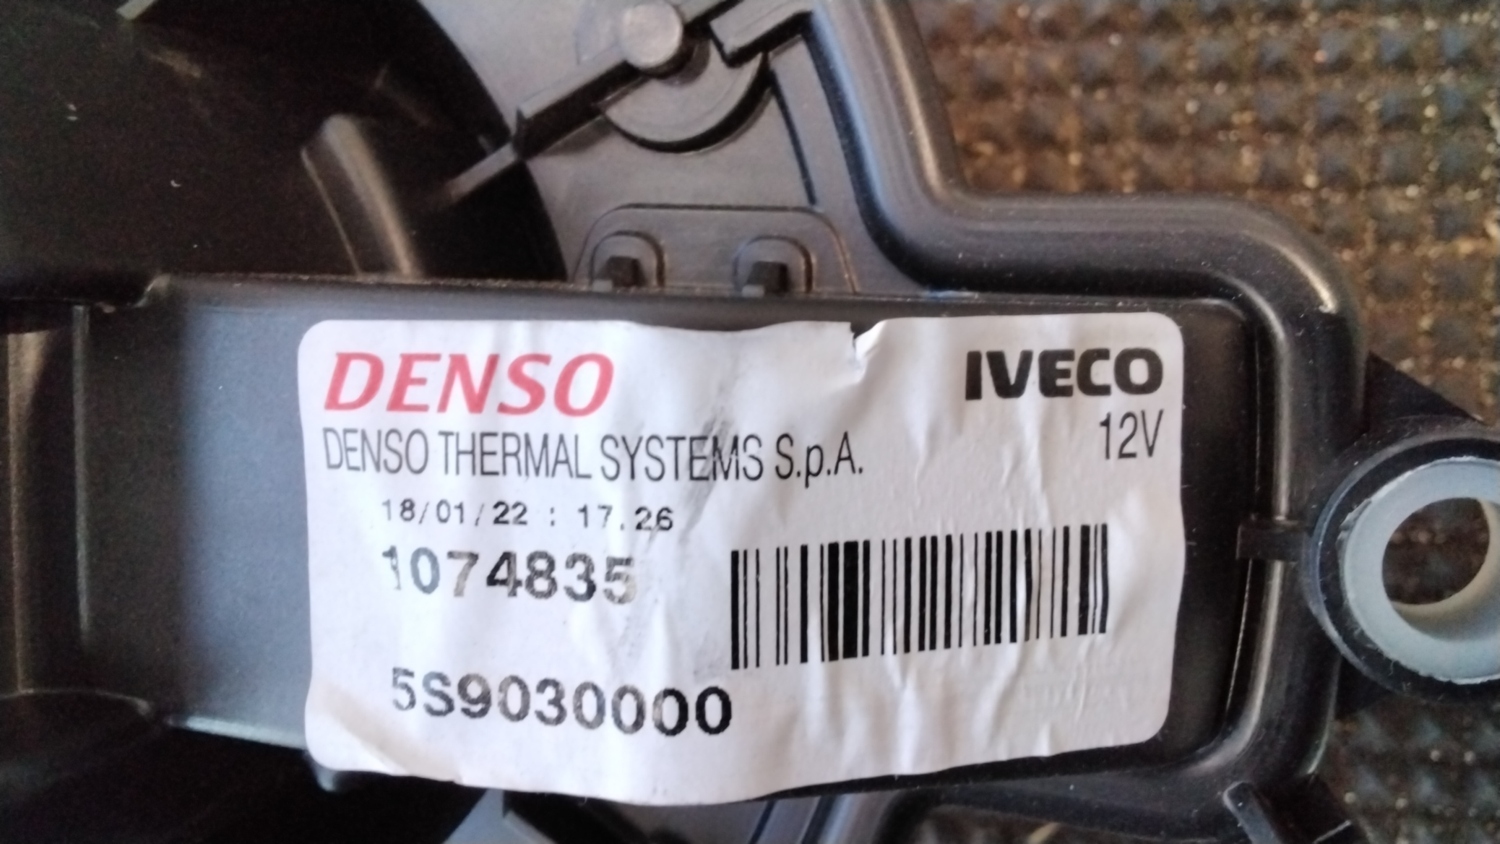 DENSO
IVECO
DENSO THERMAL SYSTEMS S.p.A.
12V
18/01/22 : 17.26
1074835
5S9030000